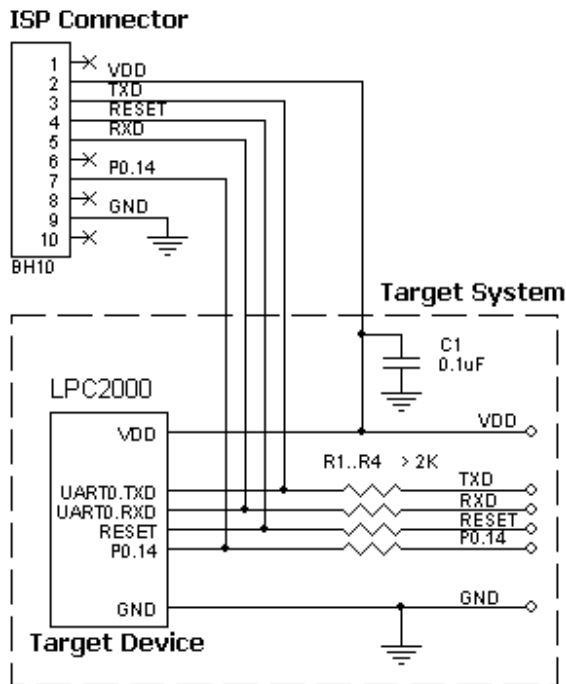 ISP Connector
1
2 VDD
3 TXD
4 RESET
5 RXD
6
7 P0.14
8
9 GND
10
BH10
Target System
C1
0.1uF
LPC2000
VDD VDD
R1..R4 > 2K
UART0.TXD TXD
UART0.RXD RXD
RESET RESET
P0.14 P0.14
GND GND
Target Device